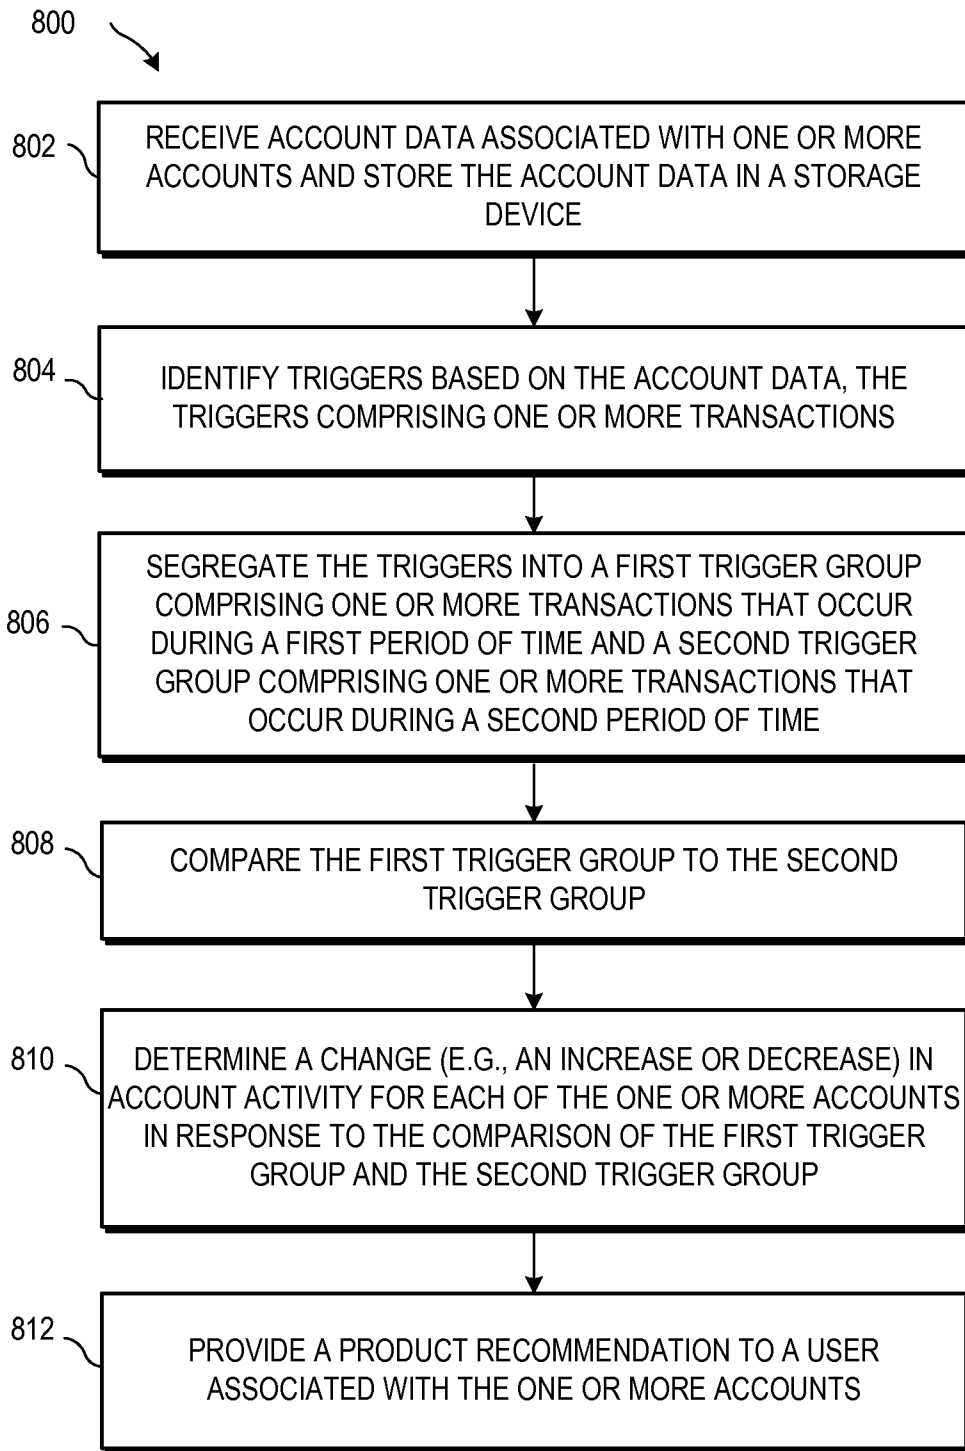 800
802
RECEIVE ACCOUNT DATA ASSOCIATED WITH ONE OR MORE
ACCOUNTS AND STORE THE ACCOUNT DATA IN A STORAGE
DEVICE
804
IDENTIFY TRIGGERS BASED ON THE ACCOUNT DATA, THE
TRIGGERS COMPRISING ONE OR MORE TRANSACTIONS
806
SEGREGATE THE TRIGGERS INTO A FIRST TRIGGER GROUP
COMPRISING ONE OR MORE TRANSACTIONS THAT OCCUR
DURING A FIRST PERIOD OF TIME AND A SECOND TRIGGER
GROUP COMPRISING ONE OR MORE TRANSACTIONS THAT
OCCUR DURING A SECOND PERIOD OF TIME
808
COMPARE THE FIRST TRIGGER GROUP TO THE SECOND
TRIGGER GROUP
810
DETERMINE A CHANGE (E.G., AN INCREASE OR DECREASE) IN
ACCOUNT ACTIVITY FOR EACH OF THE ONE OR MORE ACCOUNTS
IN RESPONSE TO THE COMPARISON OF THE FIRST TRIGGER
GROUP AND THE SECOND TRIGGER GROUP
812
PROVIDE A PRODUCT RECOMMENDATION TO A USER
ASSOCIATED WITH THE ONE OR MORE ACCOUNTS